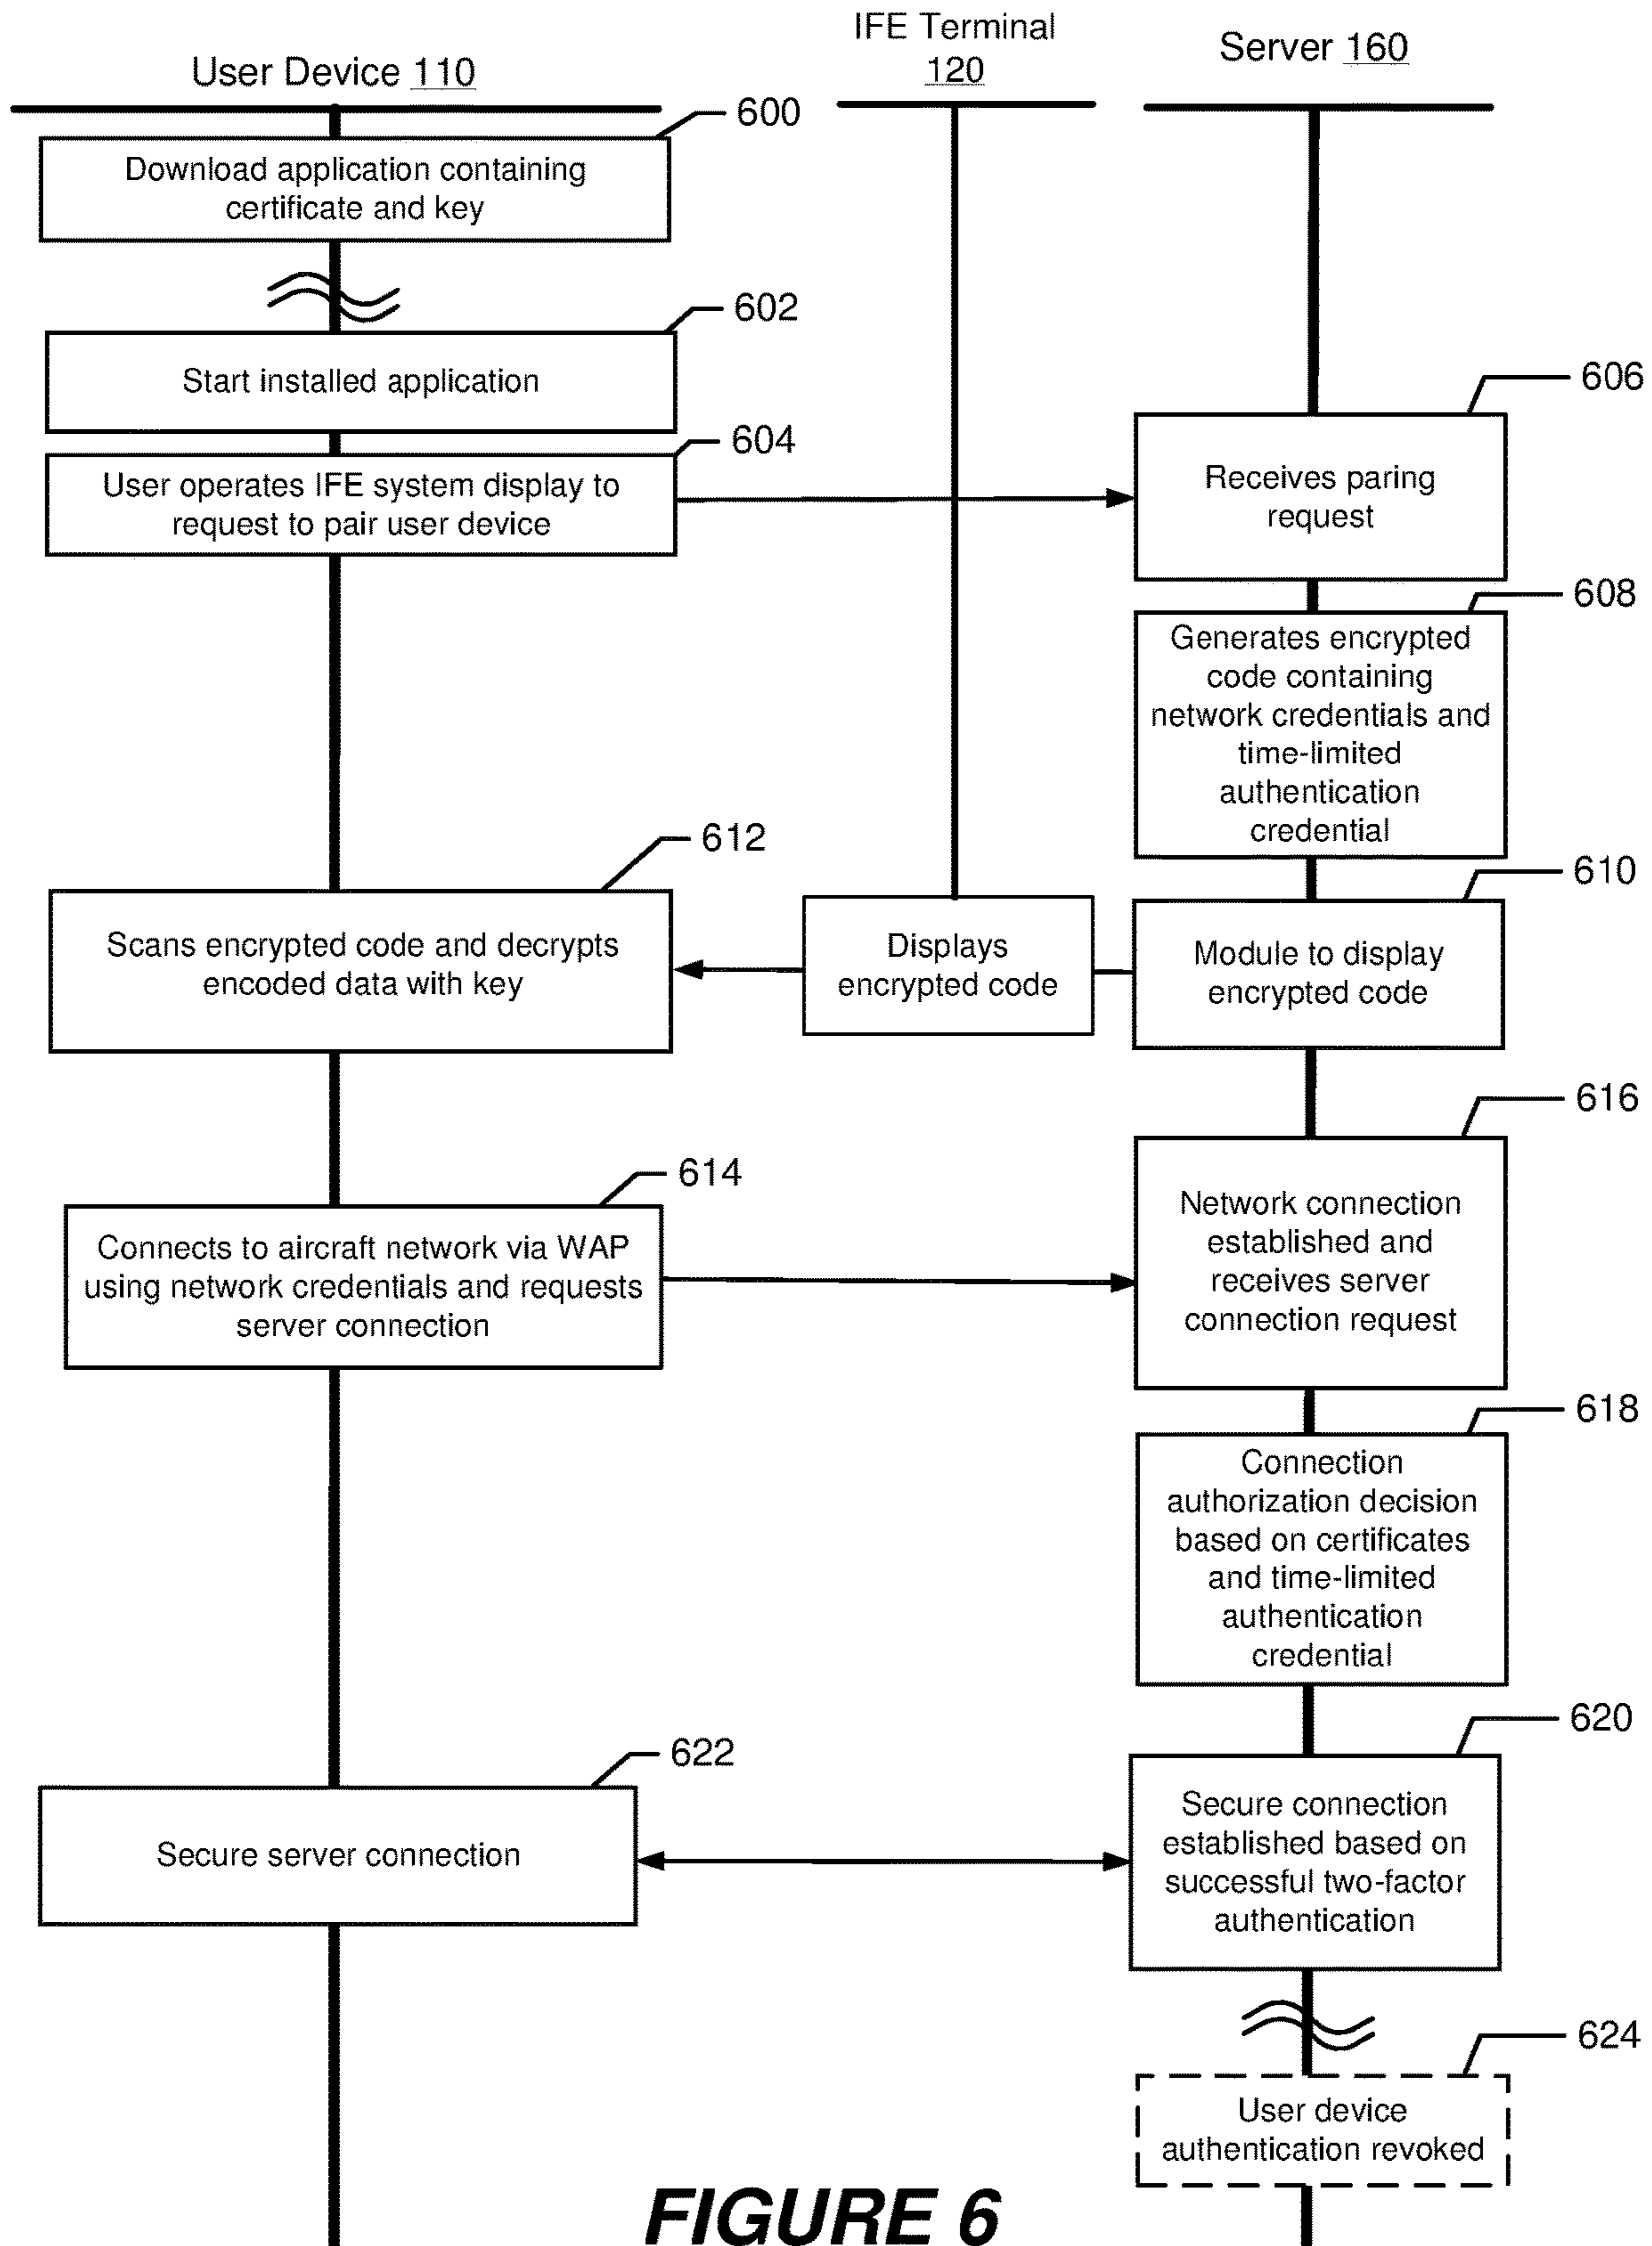 User Device 110
IFE Terminal
120
Server 160
600
Download application containing
certificate and key
602
Start installed application
604
User operates IFE system display to
request to pair user device
606
Receives paring
request
608
Generates encrypted
code containing
network credentials and
time-limited
authentication
credential
610
Module to display
encrypted code
Displays
encrypted code
612
Scans encrypted code and decrypts
encoded data with key
614
Connects to aircraft network via WAP
using network credentials and requests
server connection
616
Network connection
established and
receives server
connection request
618
Connection
authorization decision
based on certificates
and time-limited
authentication
credential
620
Secure connection
established based on
successful two-factor
authentication
622
Secure server connection
624
User device
authentication revoked
FIGURE 6